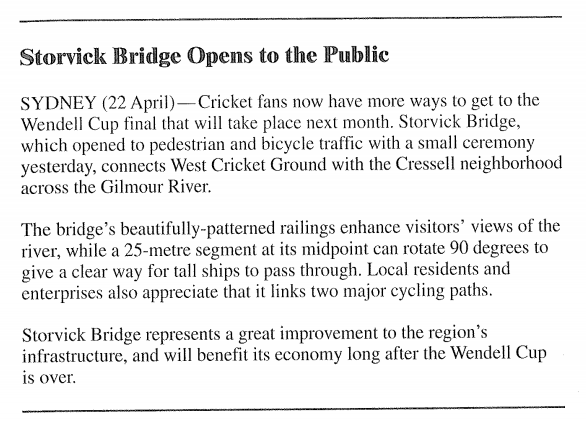 Storvick Bridge Opens to the Public
SYDNEY (22 April)—Cricket fans now have more ways to get to the
Wendell Cup final that will take place next month. Storvick Bridge,
which opened to pedestrian and bicycle traffic with a small ceremony
yesterday, connects West Cricket Ground with the Cressell neighborhood
across the Gilmour River.
The bridge's beautifully-patterned railings enhance visitors' views of the
river, while a 25-metre segment at its midpoint can rotate 90 degrees to
give a clear way for tall ships to pass through. Local residents and
enterprises also appreciate that it links two major cycling paths.
Storvick Bridge represents a great improvement to the region's
infrastructure, and will benefit its economy long after the Wendell Cup
is over.